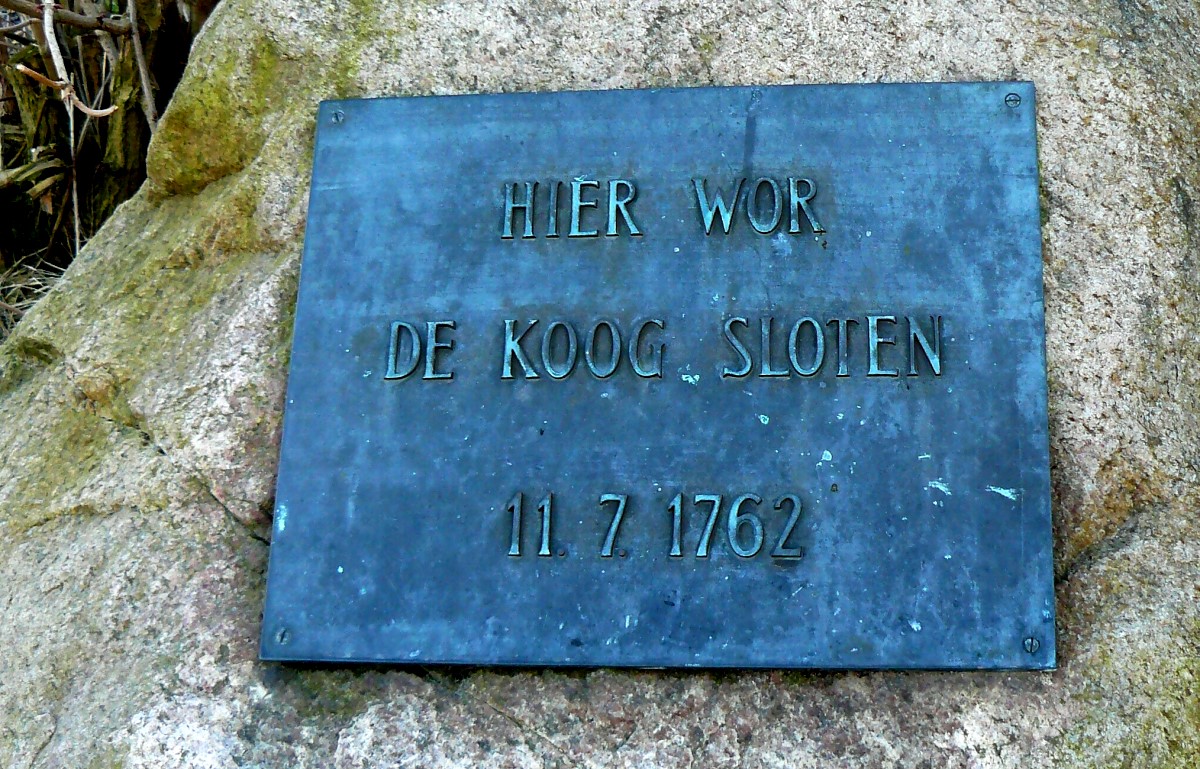 HIER WOR
DE KOOG SLOTEN
11. 7. 1762